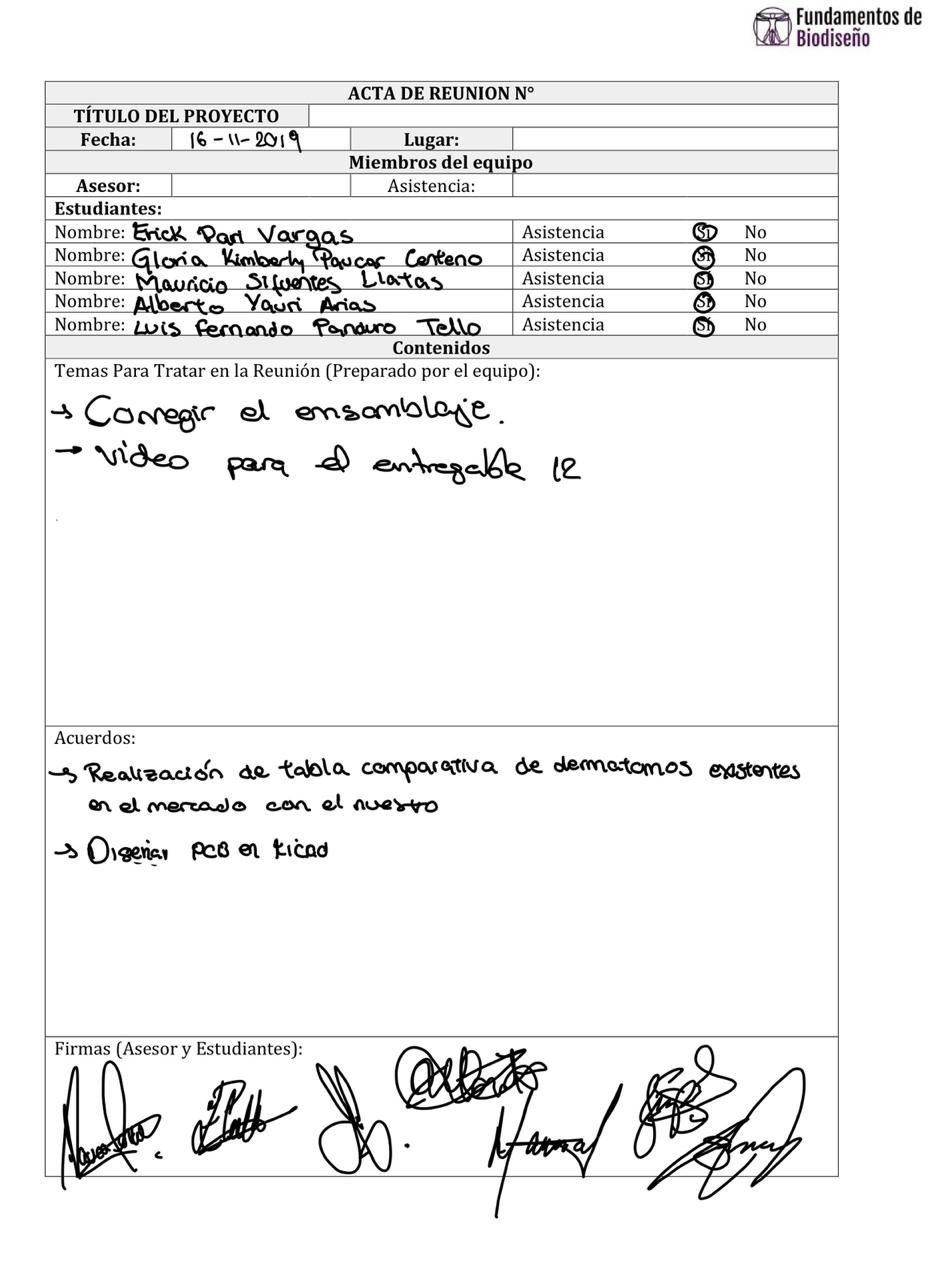 Fundamentos de
Biodiseño
ACTA DE REUNION N°
TÍTULO DEL PROYECTO
Fecha: 16-11-2019 Lugar:
Miembros del equipo
Asesor: Asistencia:
Estudiantes:
Nombre: Erick Dari Vargas Asistencia Si No
Nombre: Gloria Kimberly Paucar Centeno Asistencia Si No
Nombre: Mauricio Sifuentes Llatas Asistencia Si No
Nombre: Alberto Yauri Arias Asistencia Si No
Nombre: Luis Fernando Panduro Tello Asistencia Si No
Contenidos
Temas Para Tratar en la Reunión (Preparado por el equipo):
→ Corregir el ensamblaje.
→ Video para el entregable 12
Acuerdos:
→ Realización de tabla comparativa de dermatomos existentes
en el mercado con el nuestro
→ Diseñar PCB en kicad
Firmas (Asesor y Estudiantes):